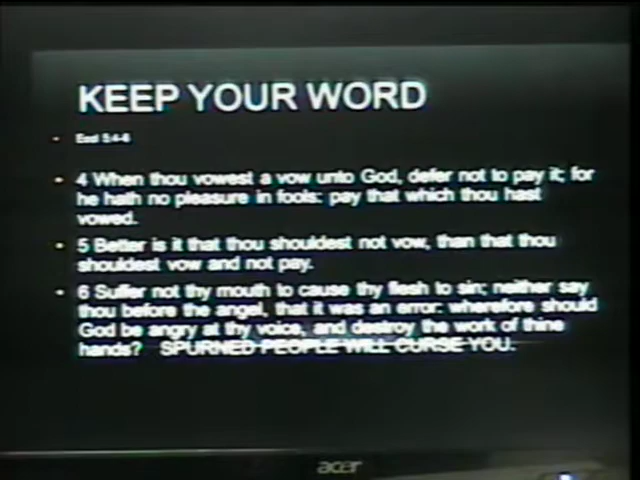 KEEP YOUR WORD
Eccl 5:4-6
4 When thou vowest a vow unto God, defer not to pay it; for
he hath no pleasure in fools: pay that which thou hast
vowed.
5 Better is it that thou shouldest not vow, than that thou
shouldest vow and not pay.
6 Suffer not thy mouth to cause thy flesh to sin; neither say
thou before the angel, that it was an error: wherefore should
God be angry at thy voice, and destroy the work of thine
hands? SPURNED PEOPLE WILL CURSE YOU.
acer